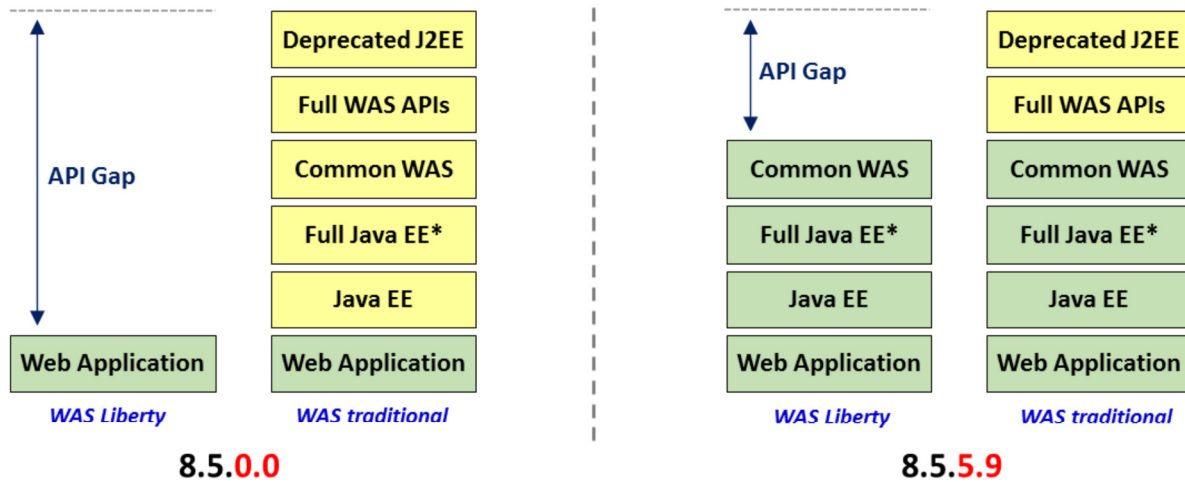 Deprecated J2EE
Full WAS APIs
API Gap
Common WAS
Full Java EE*
Java EE
Web Application
Web Application
WAS Liberty
WAS traditional
8.5.0.0
Deprecated J2EE
API Gap
Full WAS APIs
Common WAS
Common WAS
Full Java EE*
Full Java EE*
Java EE
Java EE
Web Application
Web Application
WAS Liberty
WAS traditional
8.5.5.9